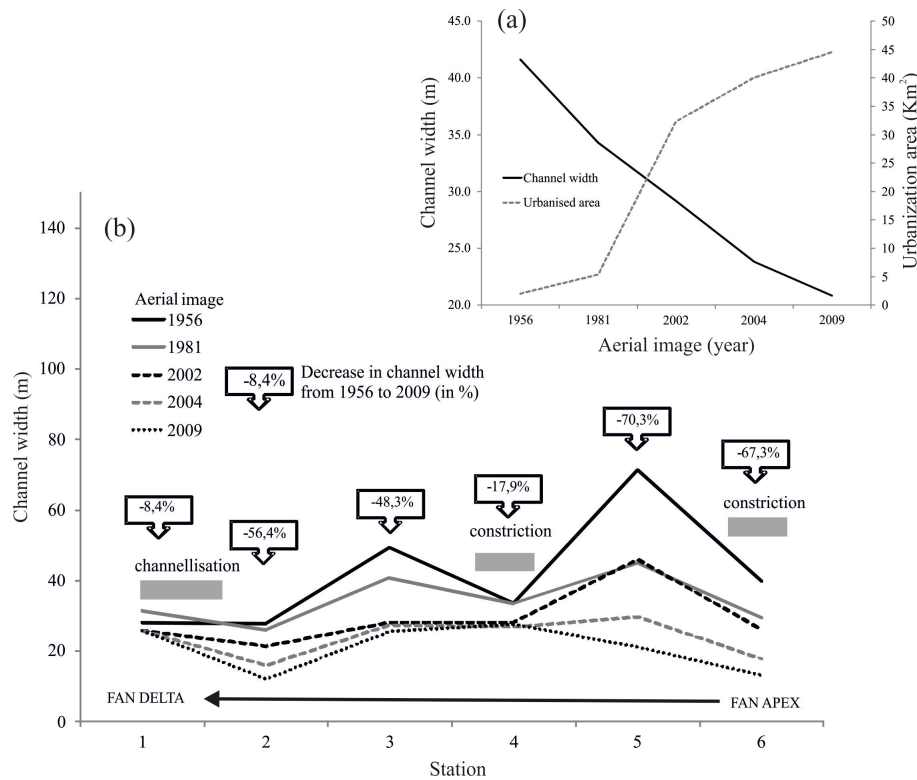 (a)
Channel width (m)
45.0
40.0
35.0
30.0
25.0
20.0
50
45
40
35
30
25
20
15
10
5
0
Urbanization area (Km²)
Channel width
Urbanised area
1956
1981
2002
2004
2009
Aerial image (year)
(b)
Channel width (m)
140
120
100
80
60
40
20
0
Aerial image
1956
1981
2002
2004
2009
-8,4%
Decrease in channel width
from 1956 to 2009 (in %)
-8,4%
-56,4%
-48,3%
-17,9%
-70,3%
-67,3%
channellisation
constriction
constriction
FAN DELTA
FAN APEX
1
2
3
4
5
6
Station